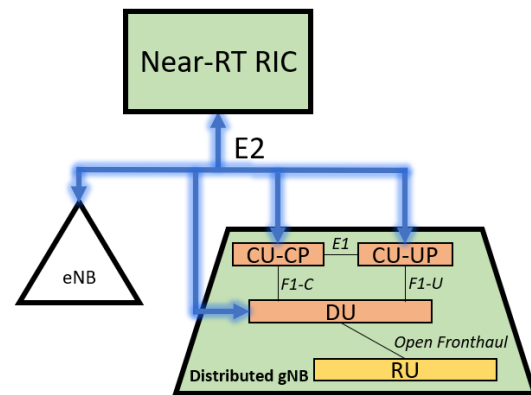 Near-RT RIC
E2
eNB
CU-CP
E1
CU-UP
F1-C
F1-U
DU
Open Fronthaul
RU
Distributed gNB